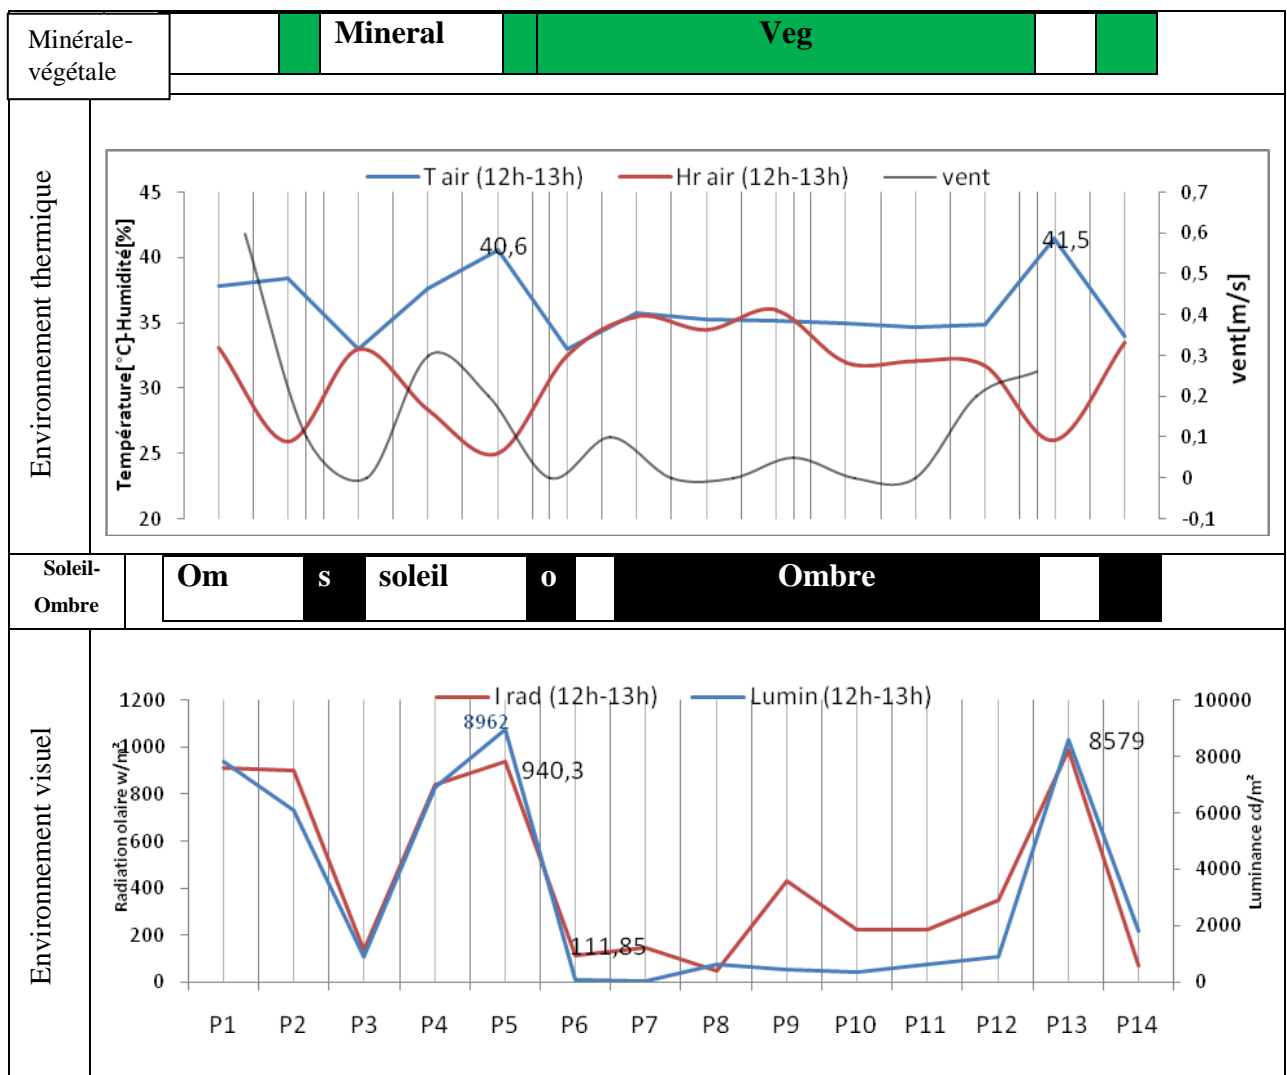 Minérale-
végétale
Mineral
Veg
Environnement thermique
T air (12h-13h) Hr air (12h-13h) vent
Température[°C]-Humidité[%]
45
40
35
30
25
20
40,6
41,5
0,7
0,6
0,5
0,4
0,3
0,2
0,1
0
-0,1
vent[m/s]
Soleil-
Ombre
Om s soleil o Ombre
Environnement visuel
I rad (12h-13h) Lumin (12h-13h)
Radiation olaire w/m²
1200
1000
800
600
400
200
0
8962
940,3
111,85
8579
10000
8000
6000
4000
2000
0
Luminance cd/m²
P1 P2 P3 P4 P5 P6 P7 P8 P9 P10 P11 P12 P13 P14